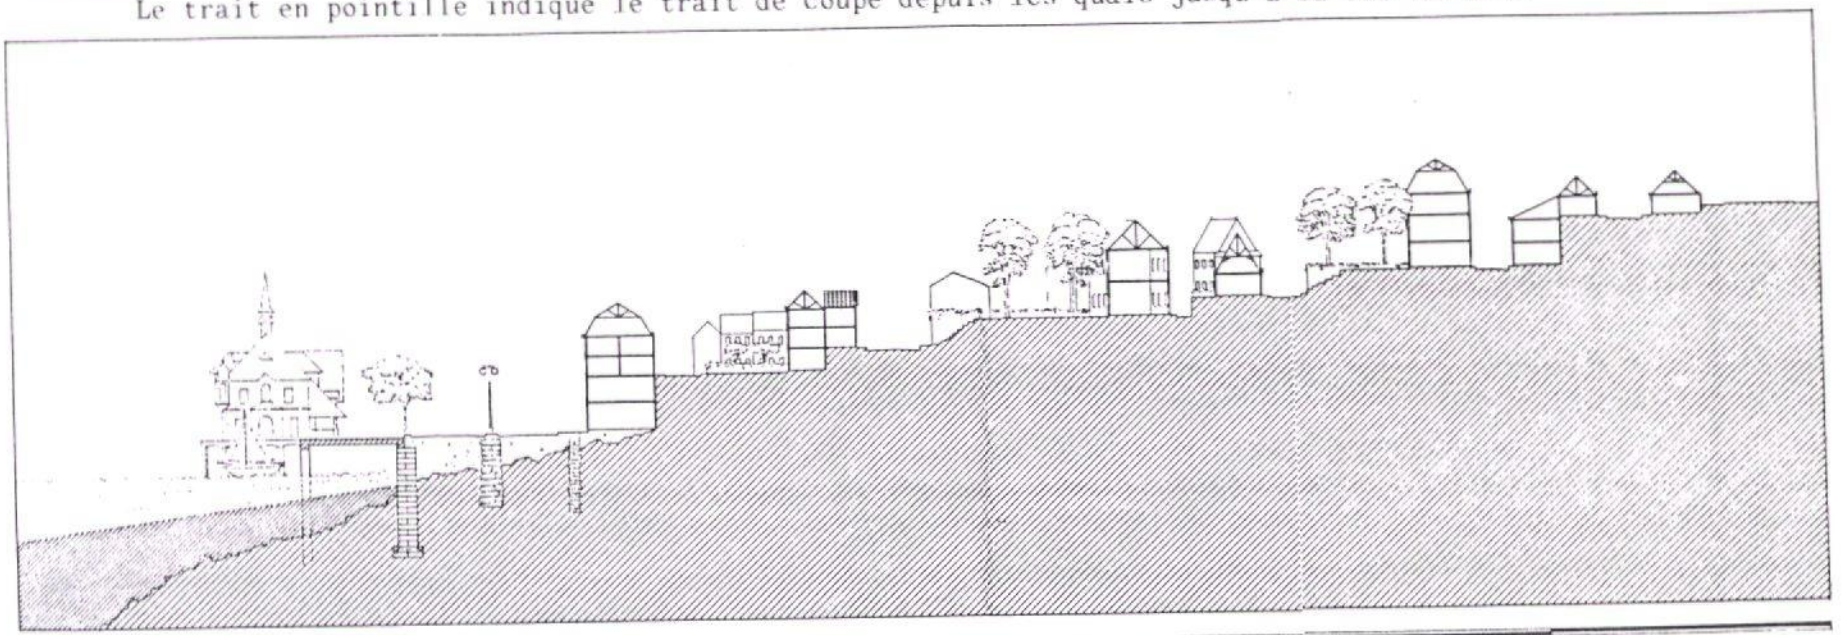 Le trait en pointillé indique le trait de coupe depuis les quais